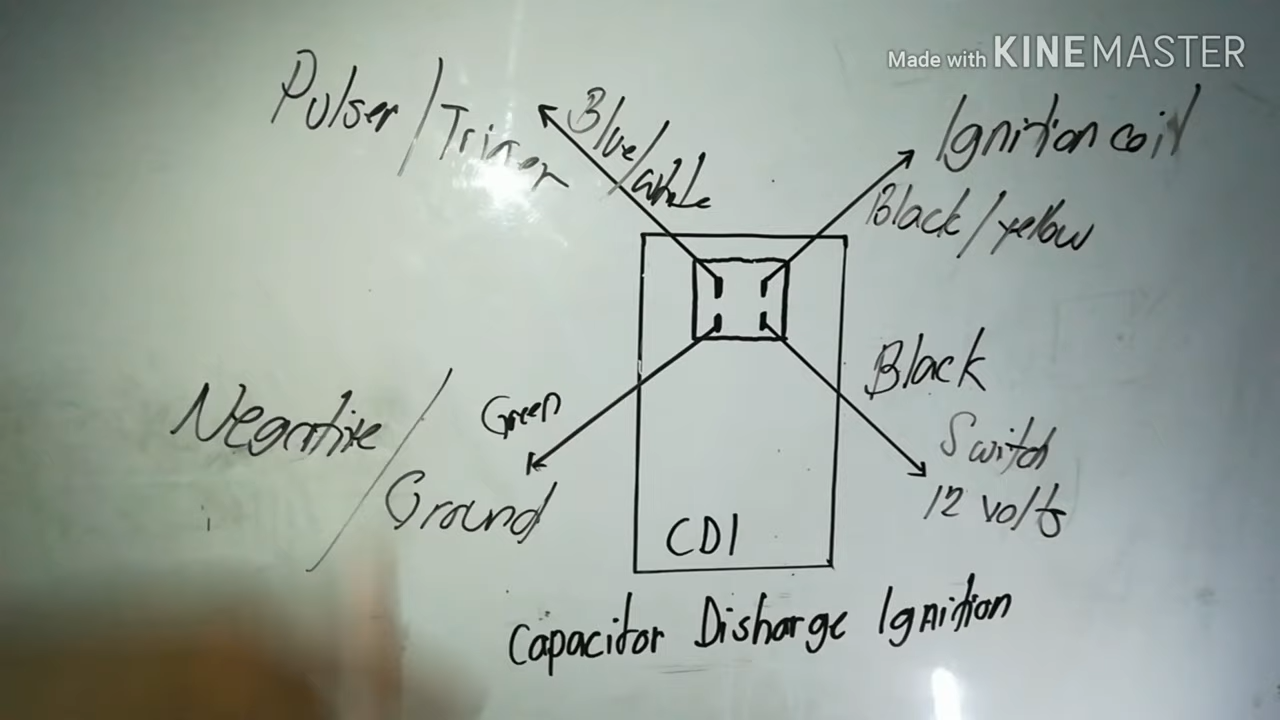 Made with KINEMASTER
Pulser/Triger
Blue/white
Ignition coil
Black/yellow
Negative/
Ground
Green
Black
Switch
12 volts
CDI
Capacitor Disharge Ignition